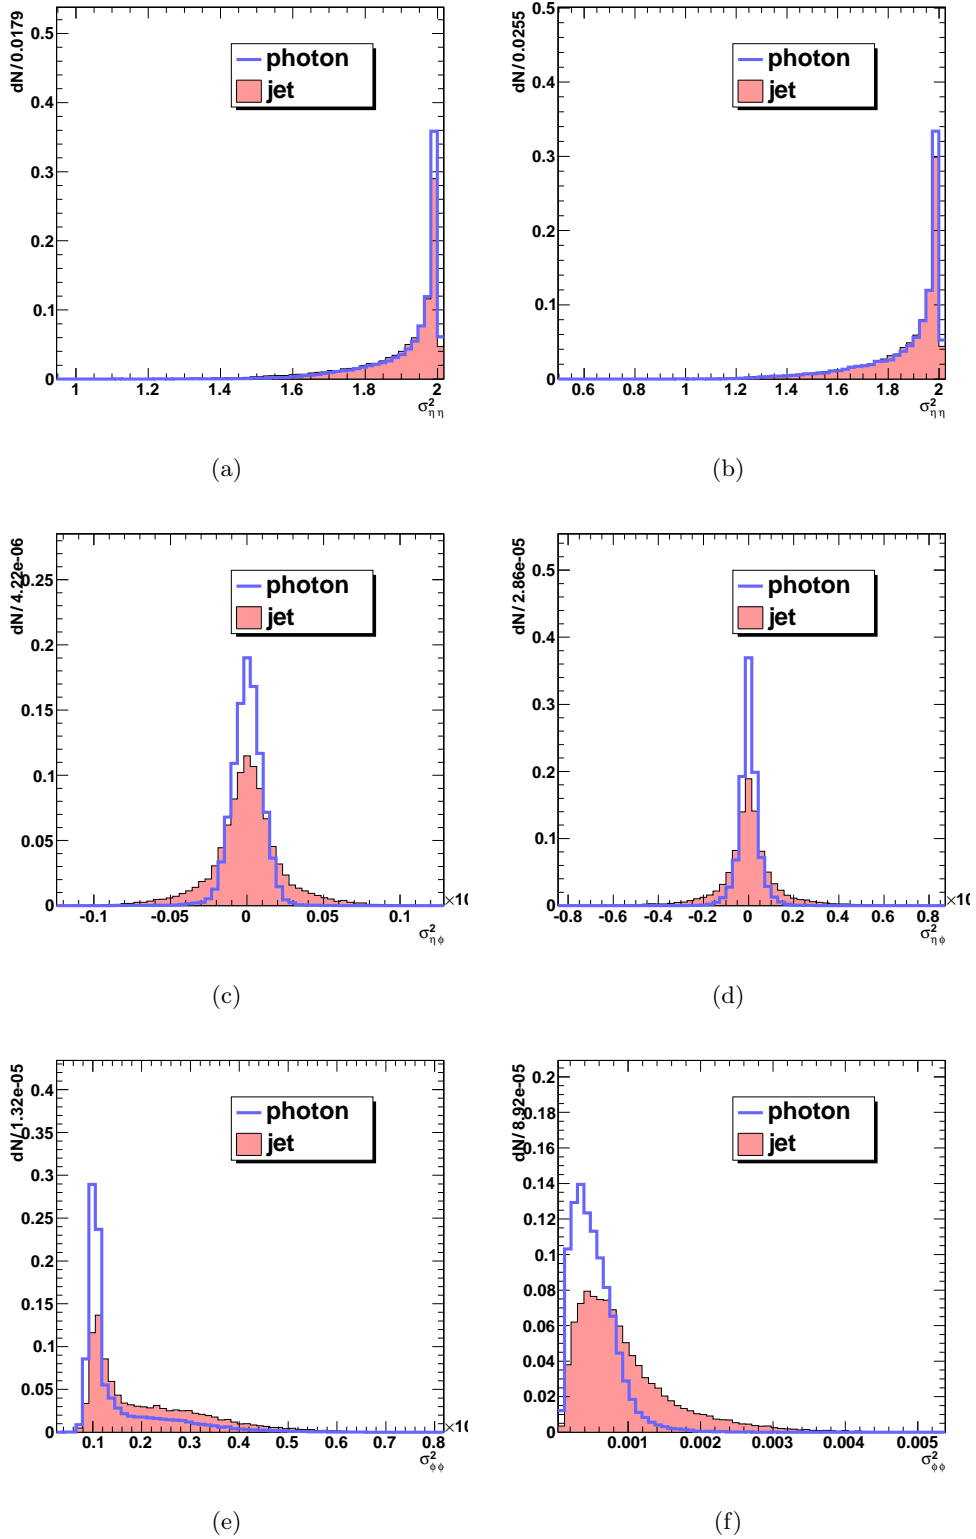 dN/0.0179
0.5
0.4
0.3
0.2
0.1
0
photon
jet
1 1.2 1.4 1.6 1.8 2
σ²ηη
(a)
dN/0.0255
0.5
0.4
0.3
0.2
0.1
0
photon
jet
0.6 0.8 1 1.2 1.4 1.6 1.8 2
σ²ηη
(b)
dN/4.22e-06
0.25
0.2
0.15
0.1
0.05
0
photon
jet
-0.1 -0.05 0 0.05 0.1
σ²ηφ
(c)
dN/2.86e-05
0.5
0.4
0.3
0.2
0.1
0
photon
jet
-0.8 -0.6 -0.4 -0.2 0 0.2 0.4 0.6 0.8
σ²ηφ
(d)
dN/1.32e-05
0.4
0.35
0.3
0.25
0.2
0.15
0.1
0.05
0
photon
jet
0.1 0.2 0.3 0.4 0.5 0.6 0.7 0.8
σ²φφ
(e)
dN/8.92e-05
0.2
0.18
0.16
0.14
0.12
0.1
0.08
0.06
0.04
0.02
0
photon
jet
0.001 0.002 0.003 0.004 0.005
σ²φφ
(f)